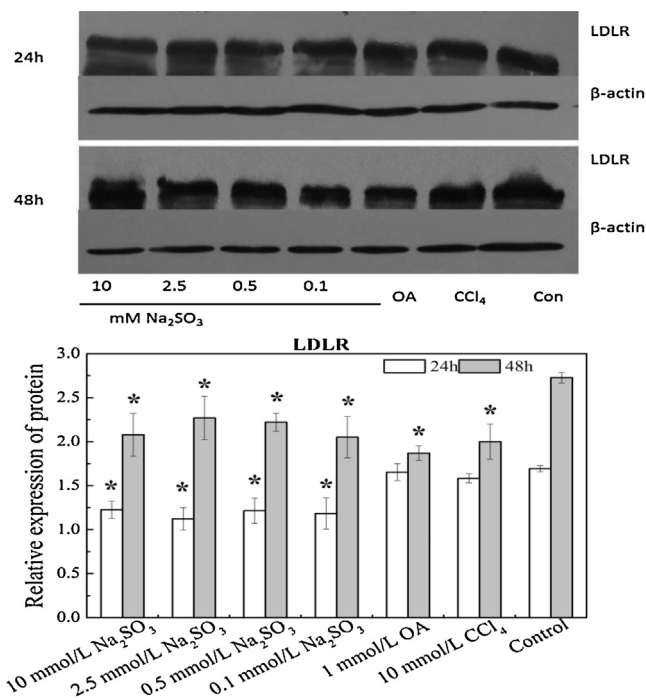 LDLR
24h
β-actin
LDLR
48h
β-actin
10 2.5 0.5 0.1 OA CCl₄ Con
mM Na₂SO₃
LDLR
24h 48h
Relative expression of protein
3.0
2.5
2.0
1.5
1.0
0.5
0.0
* * * * * *
* * * *
10 mmol/L Na₂SO₃
2.5 mmol/L Na₂SO₃
0.5 mmol/L Na₂SO₃
0.1 mmol/L Na₂SO₃
1 mmol/L OA
10 mmol/L CCl₄
Control